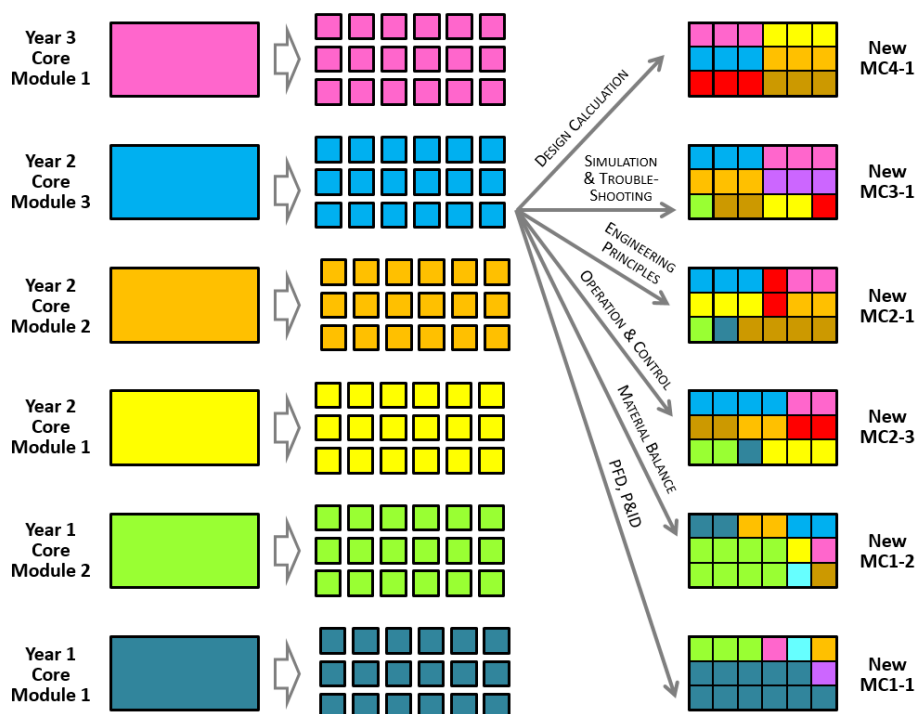 Year 3
Core
Module 1
New
MC4-1
DESIGN CALCULATION
Year 2
Core
Module 3
SIMULATION
& TROUBLE-
SHOOTING
New
MC3-1
Year 2
Core
Module 2
ENGINEERING
PRINCIPLES
New
MC2-1
OPERATION & CONTROL
Year 2
Core
Module 1
MATERIAL BALANCE
New
MC2-3
PFD, P&ID
Year 1
Core
Module 2
New
MC1-2
Year 1
Core
Module 1
New
MC1-1